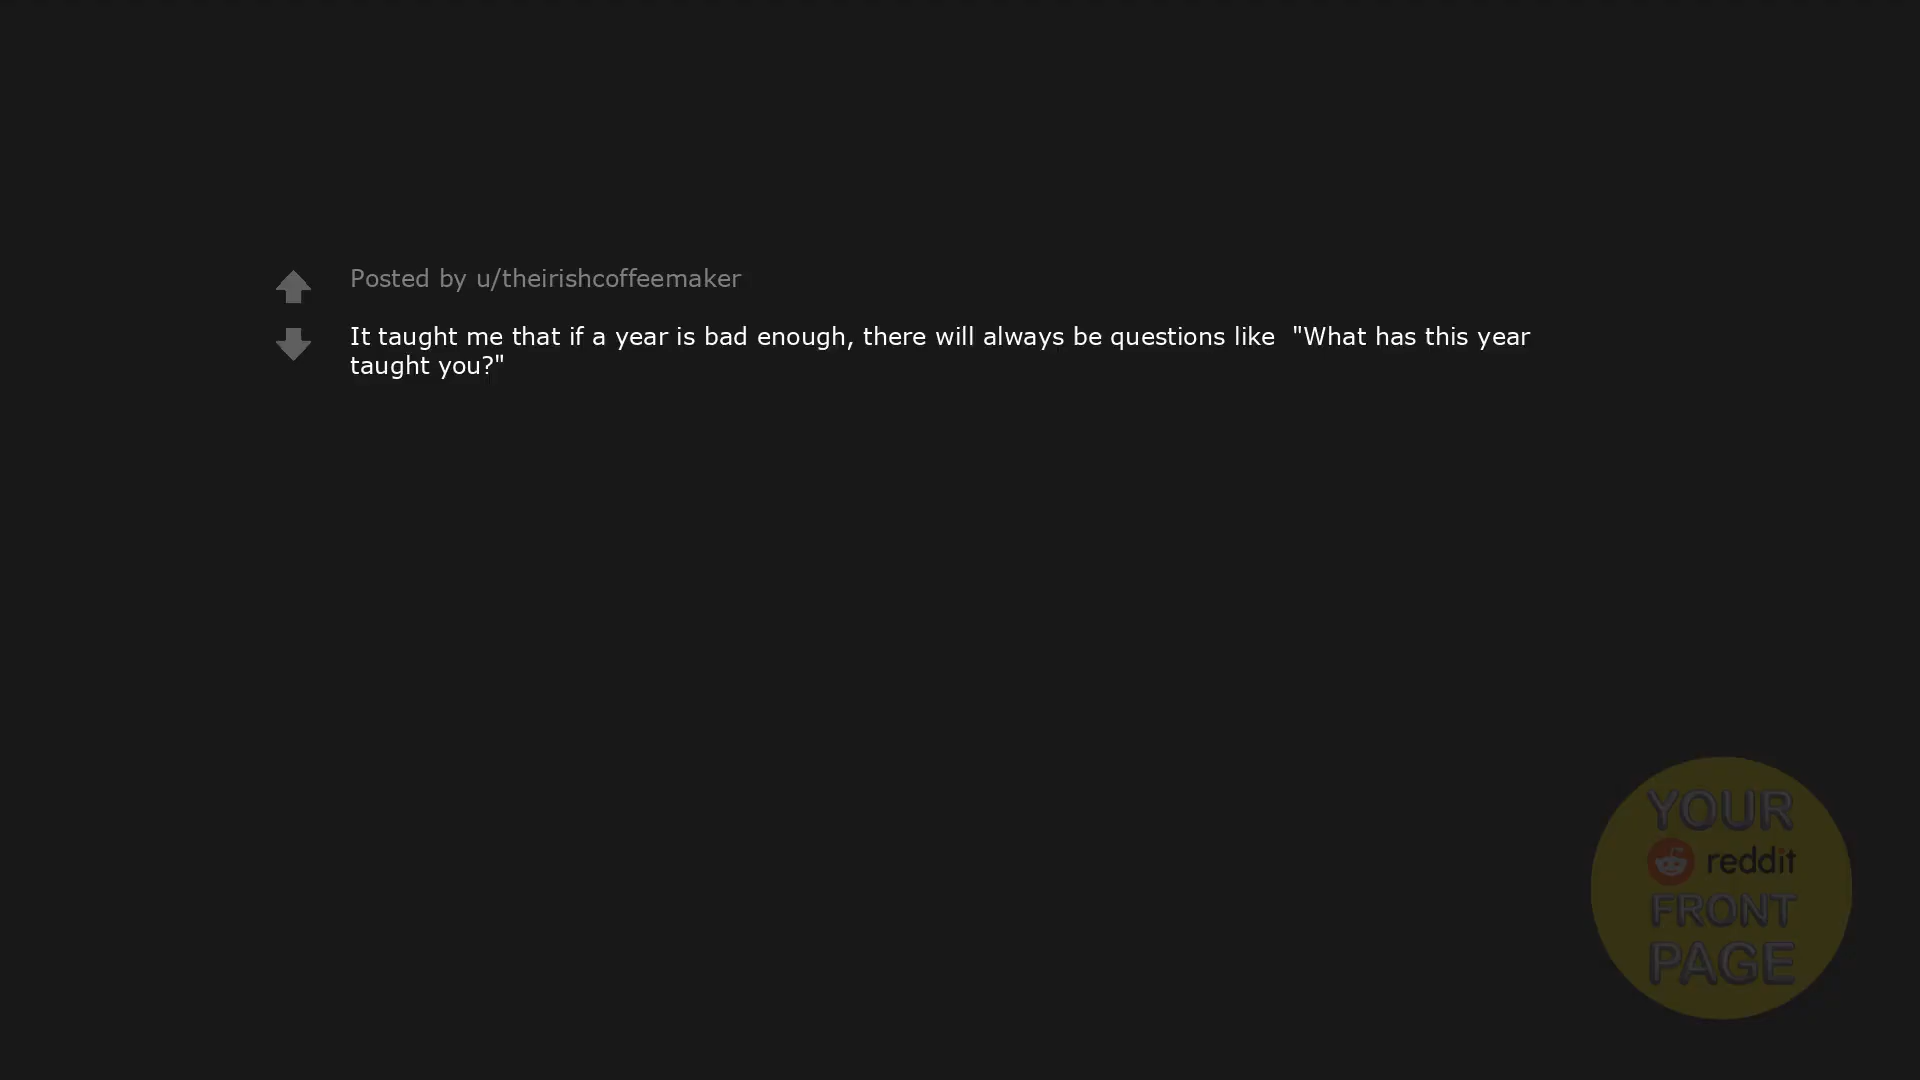 Posted by u/theirishcoffeemaker
It taught me that if a year is bad enough, there will always be questions like  "What has this year
taught you?"
YOUR
reddit
FRONT
PAGE